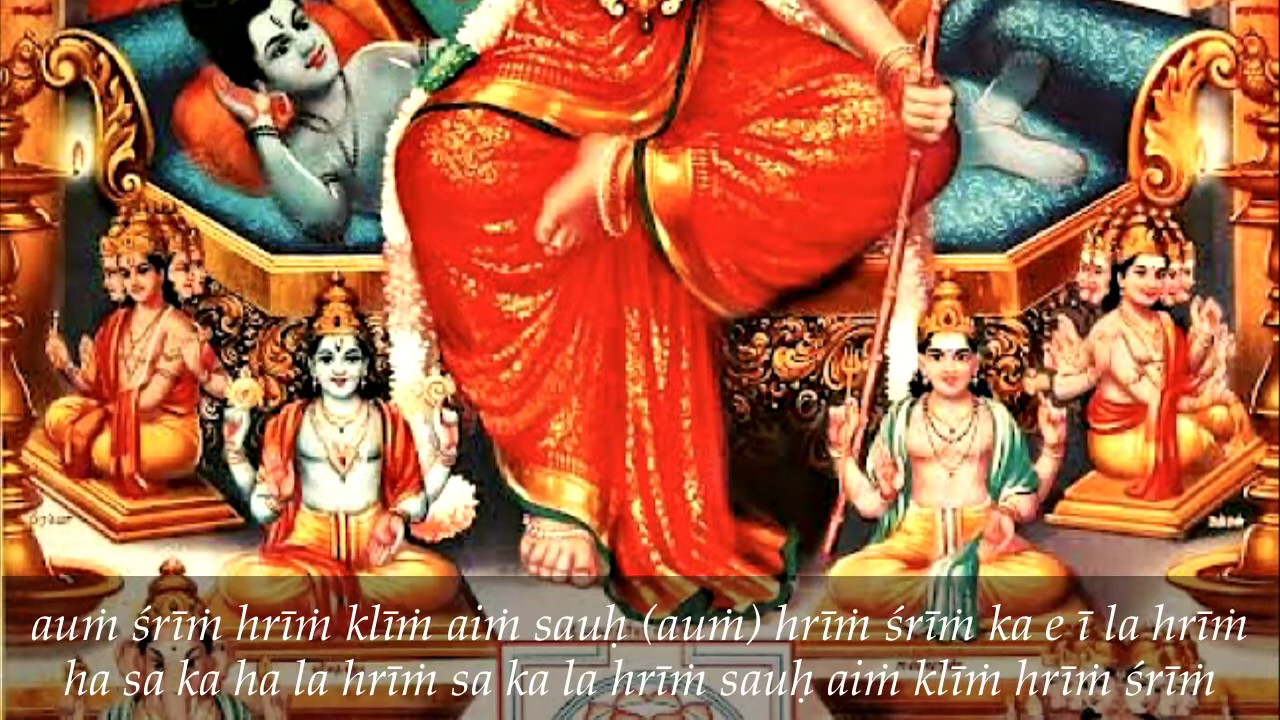 auṁ śrīṁ hrīṁ klīṁ aiṁ sauḥ (auṁ) hrīṁ śrīṁ ka e ī la hrīṁ
ha sa ka ha la hrīṁ sa ka la hrīṁ sauḥ aiṁ klīṁ hrīṁ śrīṁ